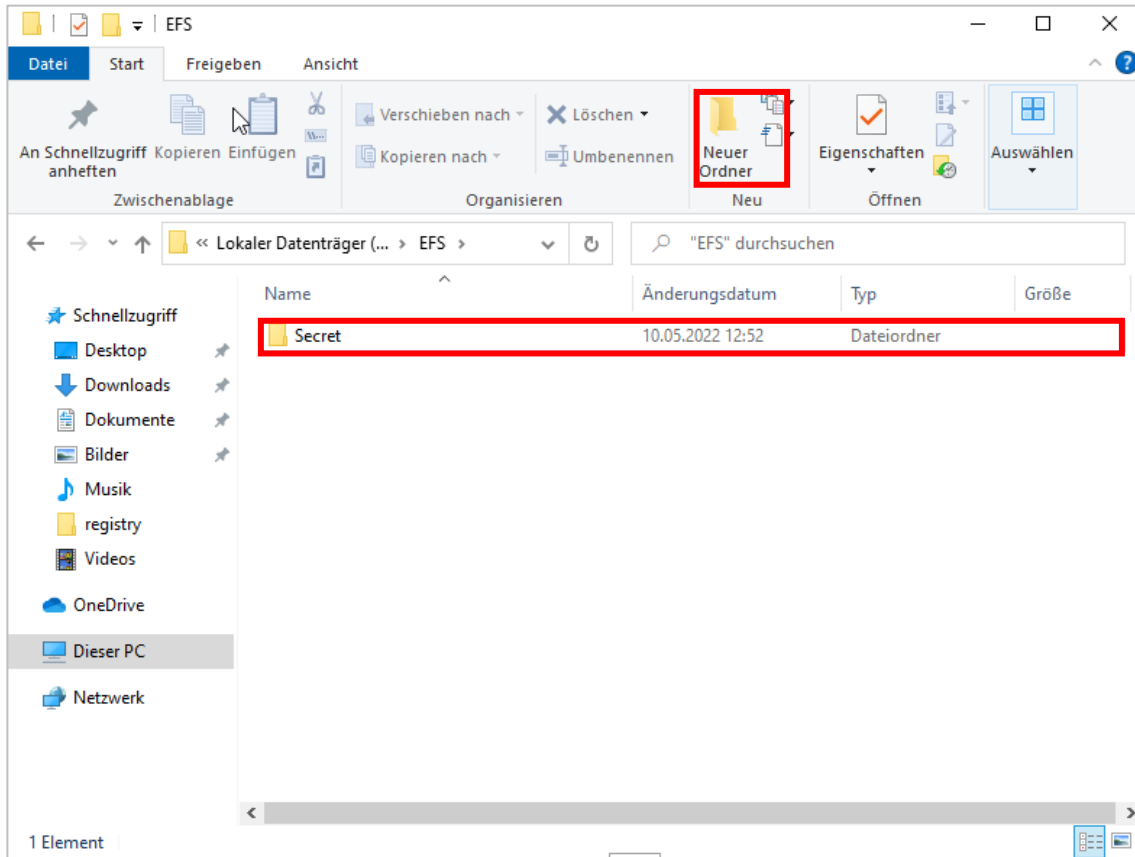 EFS
Datei Start Freigeben Ansicht
An Schnellzugriff anheften
Kopieren
Einfügen
Verschieben nach
Kopieren nach
Löschen
Umbenennen
Neuer Ordner
Eigenschaften
Auswählen
Zwischenablage Organisieren Neu Öffnen
« Lokaler Datenträger (... › EFS ›
"EFS" durchsuchen
Name Änderungsdatum Typ Größe
Secret 10.05.2022 12:52 Dateiordner
Schnellzugriff
Desktop
Downloads
Dokumente
Bilder
Musik
registry
Videos
OneDrive
Dieser PC
Netzwerk
1 Element